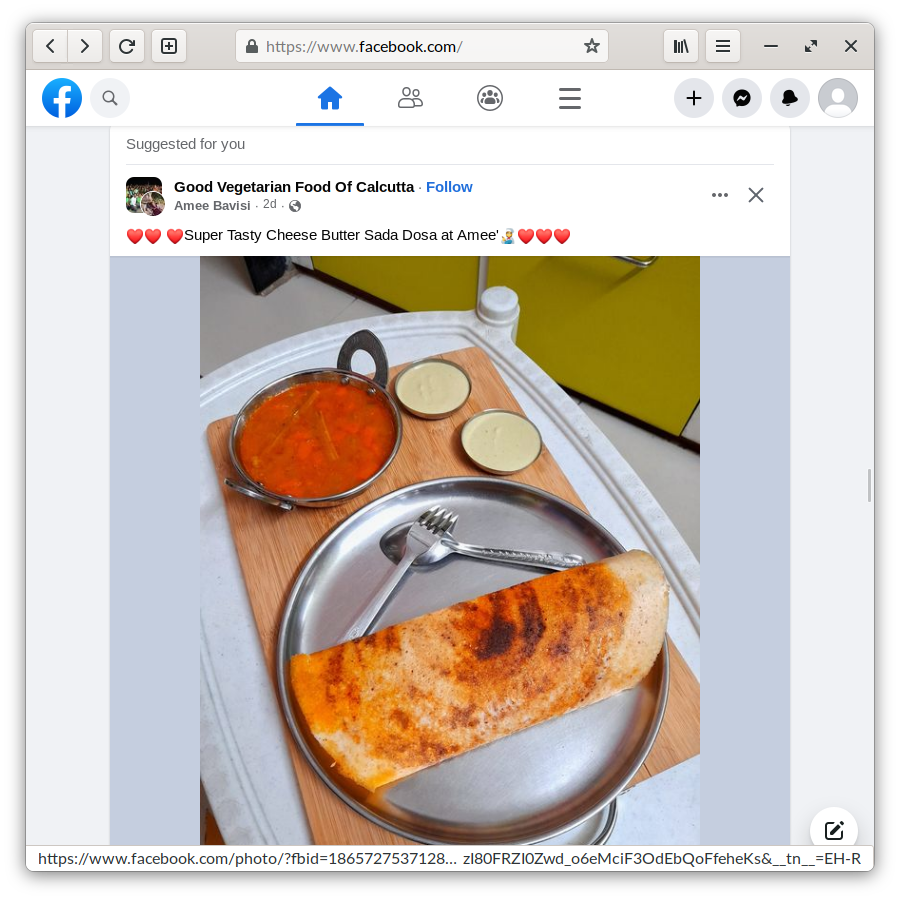 https://www.facebook.com/
Suggested for you
Good Vegetarian Food Of Calcutta · Follow
Amee Bavisi · 2d ·
❤️❤️ ❤️Super Tasty Cheese Butter Sada Dosa at Amee'🧑‍🍳❤️❤️❤️
https://www.facebook.com/photo/?fbid=1865727537128… zI80FRZI0Zwd_o6eMciF3OdEbQoFfeheKs&__tn__=EH-R